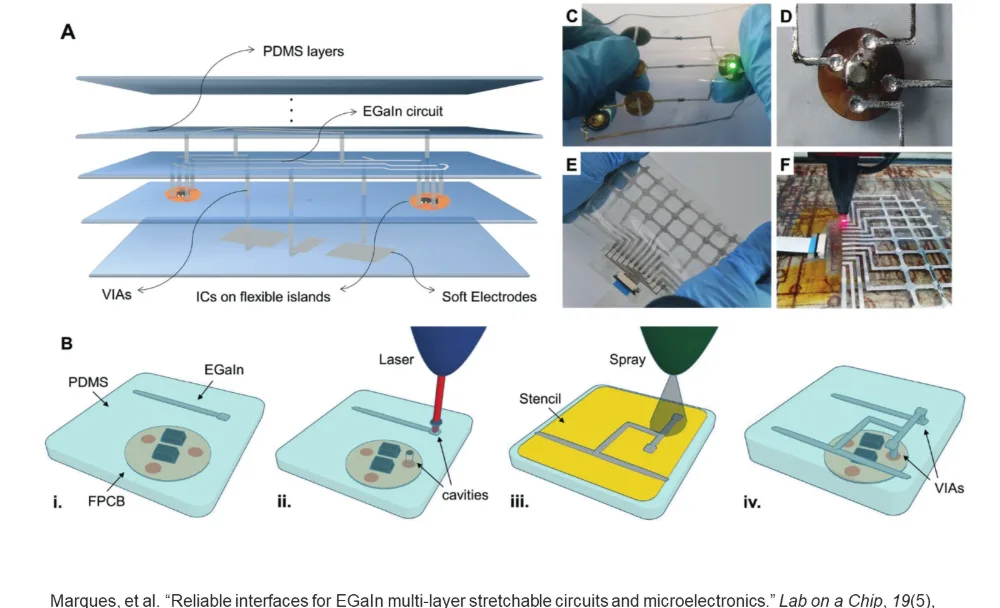 A
PDMS layers
EGaIn circuit
VIAs
ICs on flexible islands
Soft Electrodes
C
D
E
F
B
PDMS
EGaIn
FPCB
i.
Laser
cavities
ii.
Spray
Stencil
iii.
VIAs
iv.
Marques, et al. “Reliable interfaces for EGaIn multi-layer stretchable circuits and microelectronics.” Lab on a Chip, 19(5),